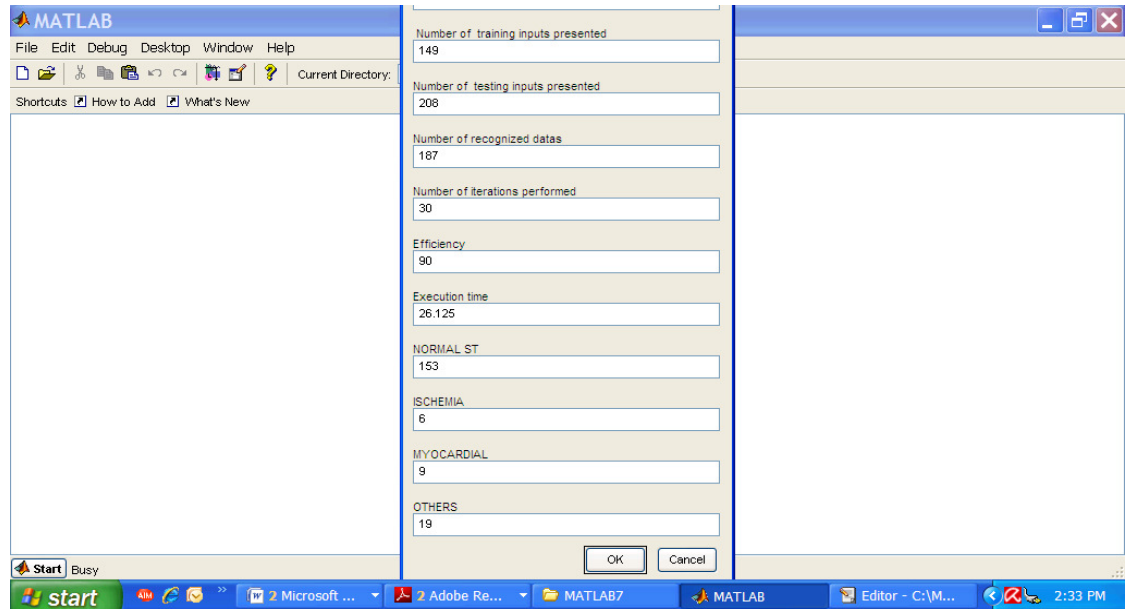 MATLAB
File Edit Debug Desktop Window Help
Current Directory:
Shortcuts How to Add What's New
Number of training inputs presented
149
Number of testing inputs presented
208
Number of recognized datas
187
Number of iterations performed
30
Efficiency
90
Execution time
26.125
NORMAL ST
153
ISCHEMIA
6
MYOCARDIAL
9
OTHERS
19
OK Cancel
Start Busy
start AIM » 2 Microsoft ... 2 Adobe Re... MATLAB7 MATLAB Editor - C:\M... 2:33 PM